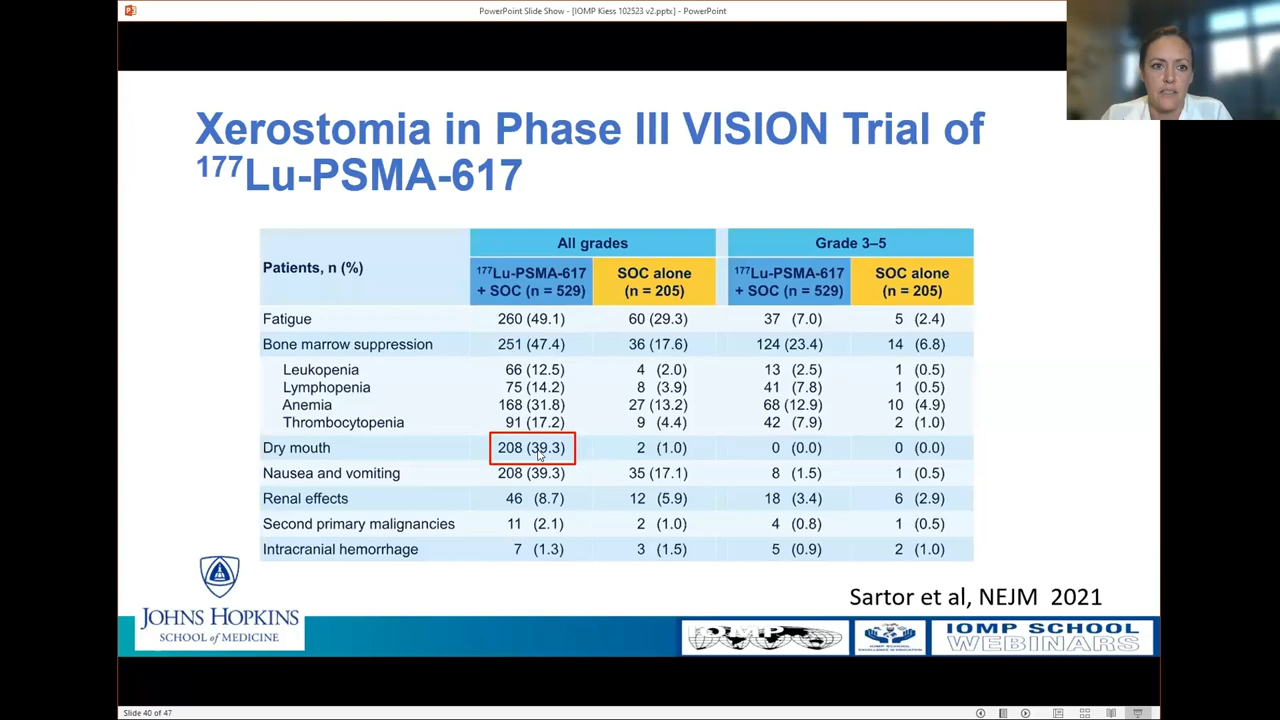 PowerPoint Slide Show - [IOMP Kiess 102523 v2.pptx] - PowerPoint
Xerostomia in Phase III VISION Trial of
¹⁷⁷Lu-PSMA-617
Patients, n (%)
All grades
Grade 3–5
¹⁷⁷Lu-PSMA-617
+ SOC (n = 529)
SOC alone
(n = 205)
¹⁷⁷Lu-PSMA-617
+ SOC (n = 529)
SOC alone
(n = 205)
Fatigue 260 (49.1) 60 (29.3) 37 (7.0) 5 (2.4)
Bone marrow suppression 251 (47.4) 36 (17.6) 124 (23.4) 14 (6.8)
Leukopenia 66 (12.5) 4 (2.0) 13 (2.5) 1 (0.5)
Lymphopenia 75 (14.2) 8 (3.9) 41 (7.8) 1 (0.5)
Anemia 168 (31.8) 27 (13.2) 68 (12.9) 10 (4.9)
Thrombocytopenia 91 (17.2) 9 (4.4) 42 (7.9) 2 (1.0)
Dry mouth 208 (39.3) 2 (1.0) 0 (0.0) 0 (0.0)
Nausea and vomiting 208 (39.3) 35 (17.1) 8 (1.5) 1 (0.5)
Renal effects 46 (8.7) 12 (5.9) 18 (3.4) 6 (2.9)
Second primary malignancies 11 (2.1) 2 (1.0) 4 (0.8) 1 (0.5)
Intracranial hemorrhage 7 (1.3) 3 (1.5) 5 (0.9) 2 (1.0)
Sartor et al, NEJM 2021
JOHNS HOPKINS
SCHOOL of MEDICINE
IOMP
IOMP SCHOOL
WEBINARS
Slide 40 of 47